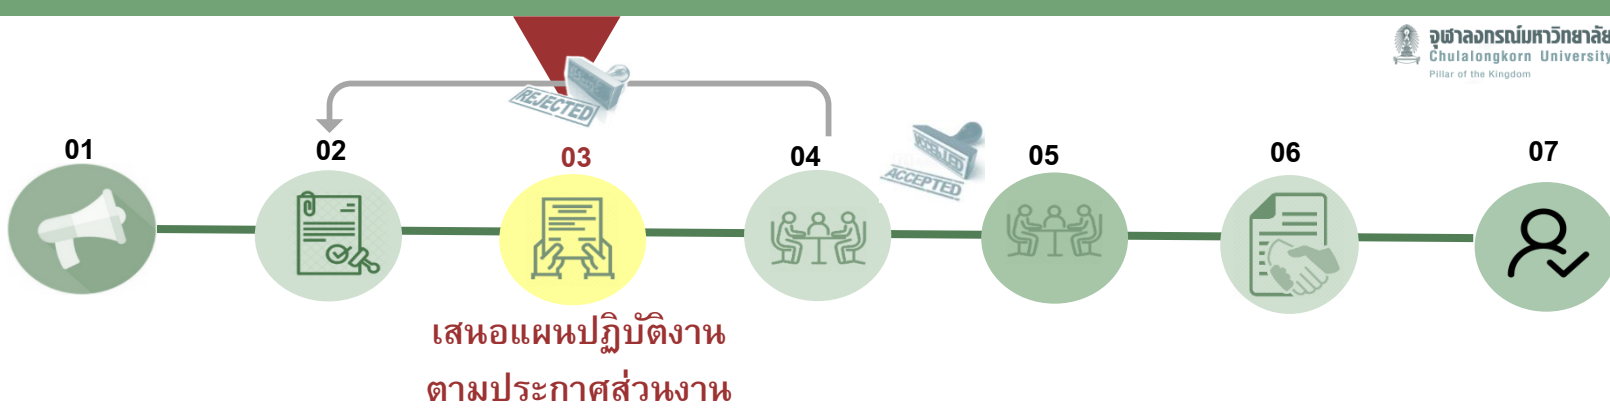 จุฬาลงกรณ์มหาวิทยาลัย
Chulalongkorn University
Pillar of the Kingdom
REJECTED
01
02
03
04
ACCEPTED
ACCEPTED
05
06
07
เสนอแผนปฏิบัติงาน
ตามประกาศส่วนงาน